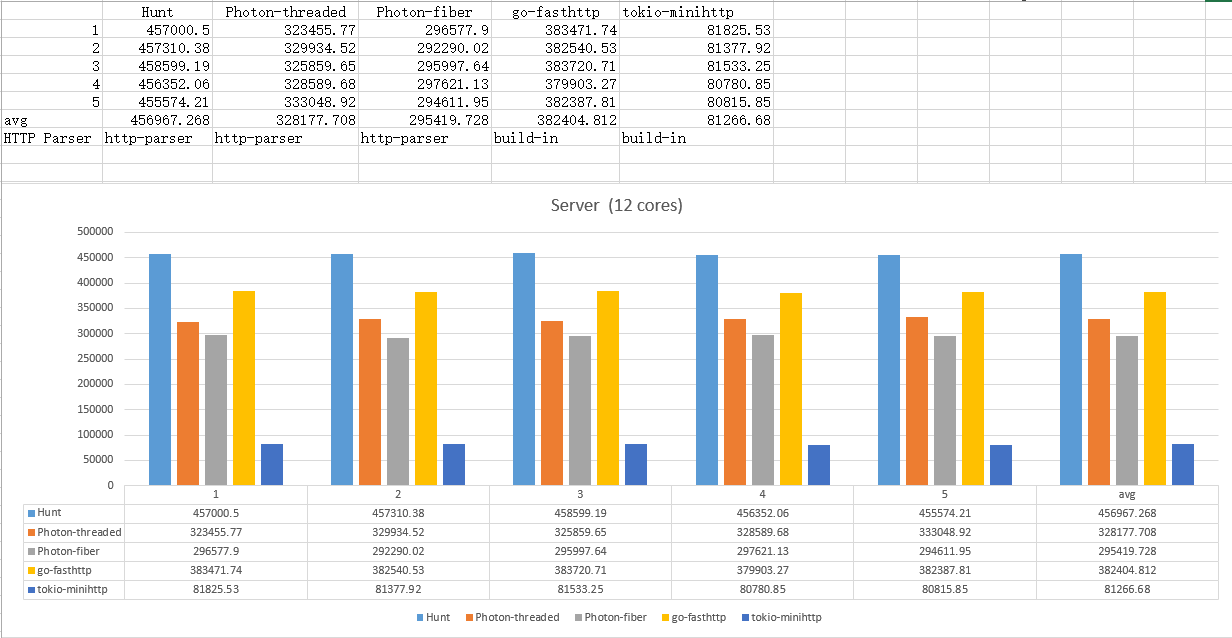 Hunt Photon-threaded Photon-fiber go-fasthttp tokio-minihttp
1 457000.5 323455.77 296577.9 383471.74 81825.53
2 457310.38 329934.52 292290.02 382540.53 81377.92
3 458599.19 325859.65 295997.64 383720.71 81533.25
4 456352.06 328589.68 297621.13 379903.27 80780.85
5 455574.21 333048.92 294611.95 382387.81 80815.85
avg 456967.268 328177.708 295419.728 382404.812 81266.68
HTTP Parser http-parser http-parser http-parser build-in build-in
Server (12 cores)
500000
450000
400000
350000
300000
250000
200000
150000
100000
50000
0
1 2 3 4 5 avg
Hunt 457000.5 457310.38 458599.19 456352.06 455574.21 456967.268
Photon-threaded 323455.77 329934.52 325859.65 328589.68 333048.92 328177.708
Photon-fiber 296577.9 292290.02 295997.64 297621.13 294611.95 295419.728
go-fasthttp 383471.74 382540.53 383720.71 379903.27 382387.81 382404.812
tokio-minihttp 81825.53 81377.92 81533.25 80780.85 80815.85 81266.68
Hunt Photon-threaded Photon-fiber go-fasthttp tokio-minihttp